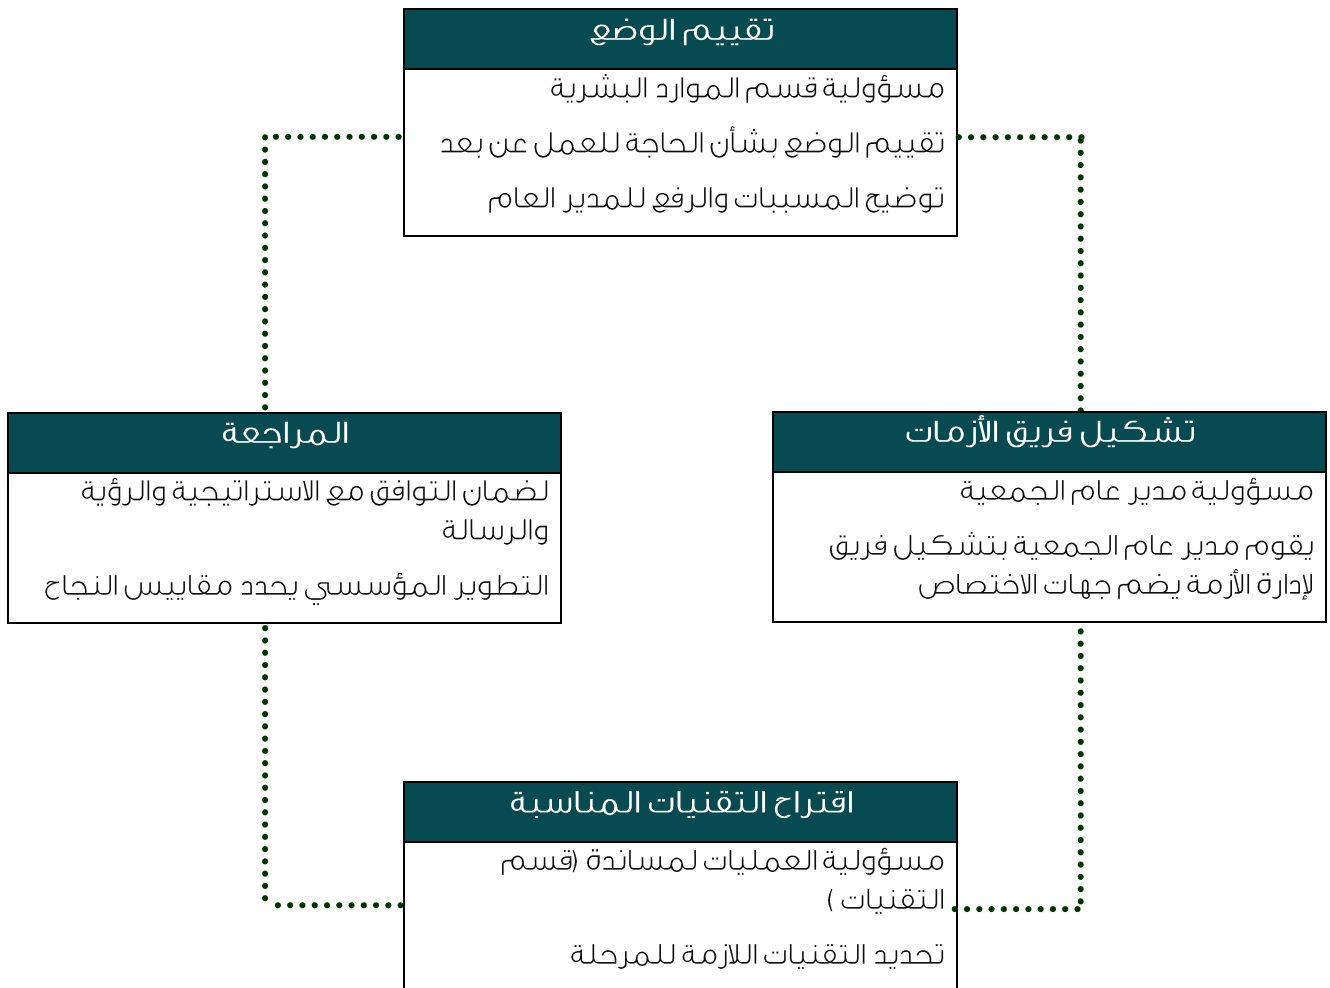 تقييم الوضع
مسؤولية قسم الموارد البشرية
تقييم الوضع بشأن الحاجة للعمل عن بعد
توضيح المسببات والرفع للمدير العام
تشكيل فريق الأزمات
مسؤولية مدير عام الجمعية
يقوم مدير عام الجمعية بتشكيل فريق
لإدارة الأزمة يضم جهات الاختصاص
المراجعة
لضمان التوافق مع الاستراتيجية والرؤية
والرسالة
التطوير المؤسسي يحدد مقاييس النجاح
اقتراح التقنيات المناسبة
مسؤولية العمليات لمساندة (قسم
التقنيات )
تحديد التقنيات اللازمة للمرحلة